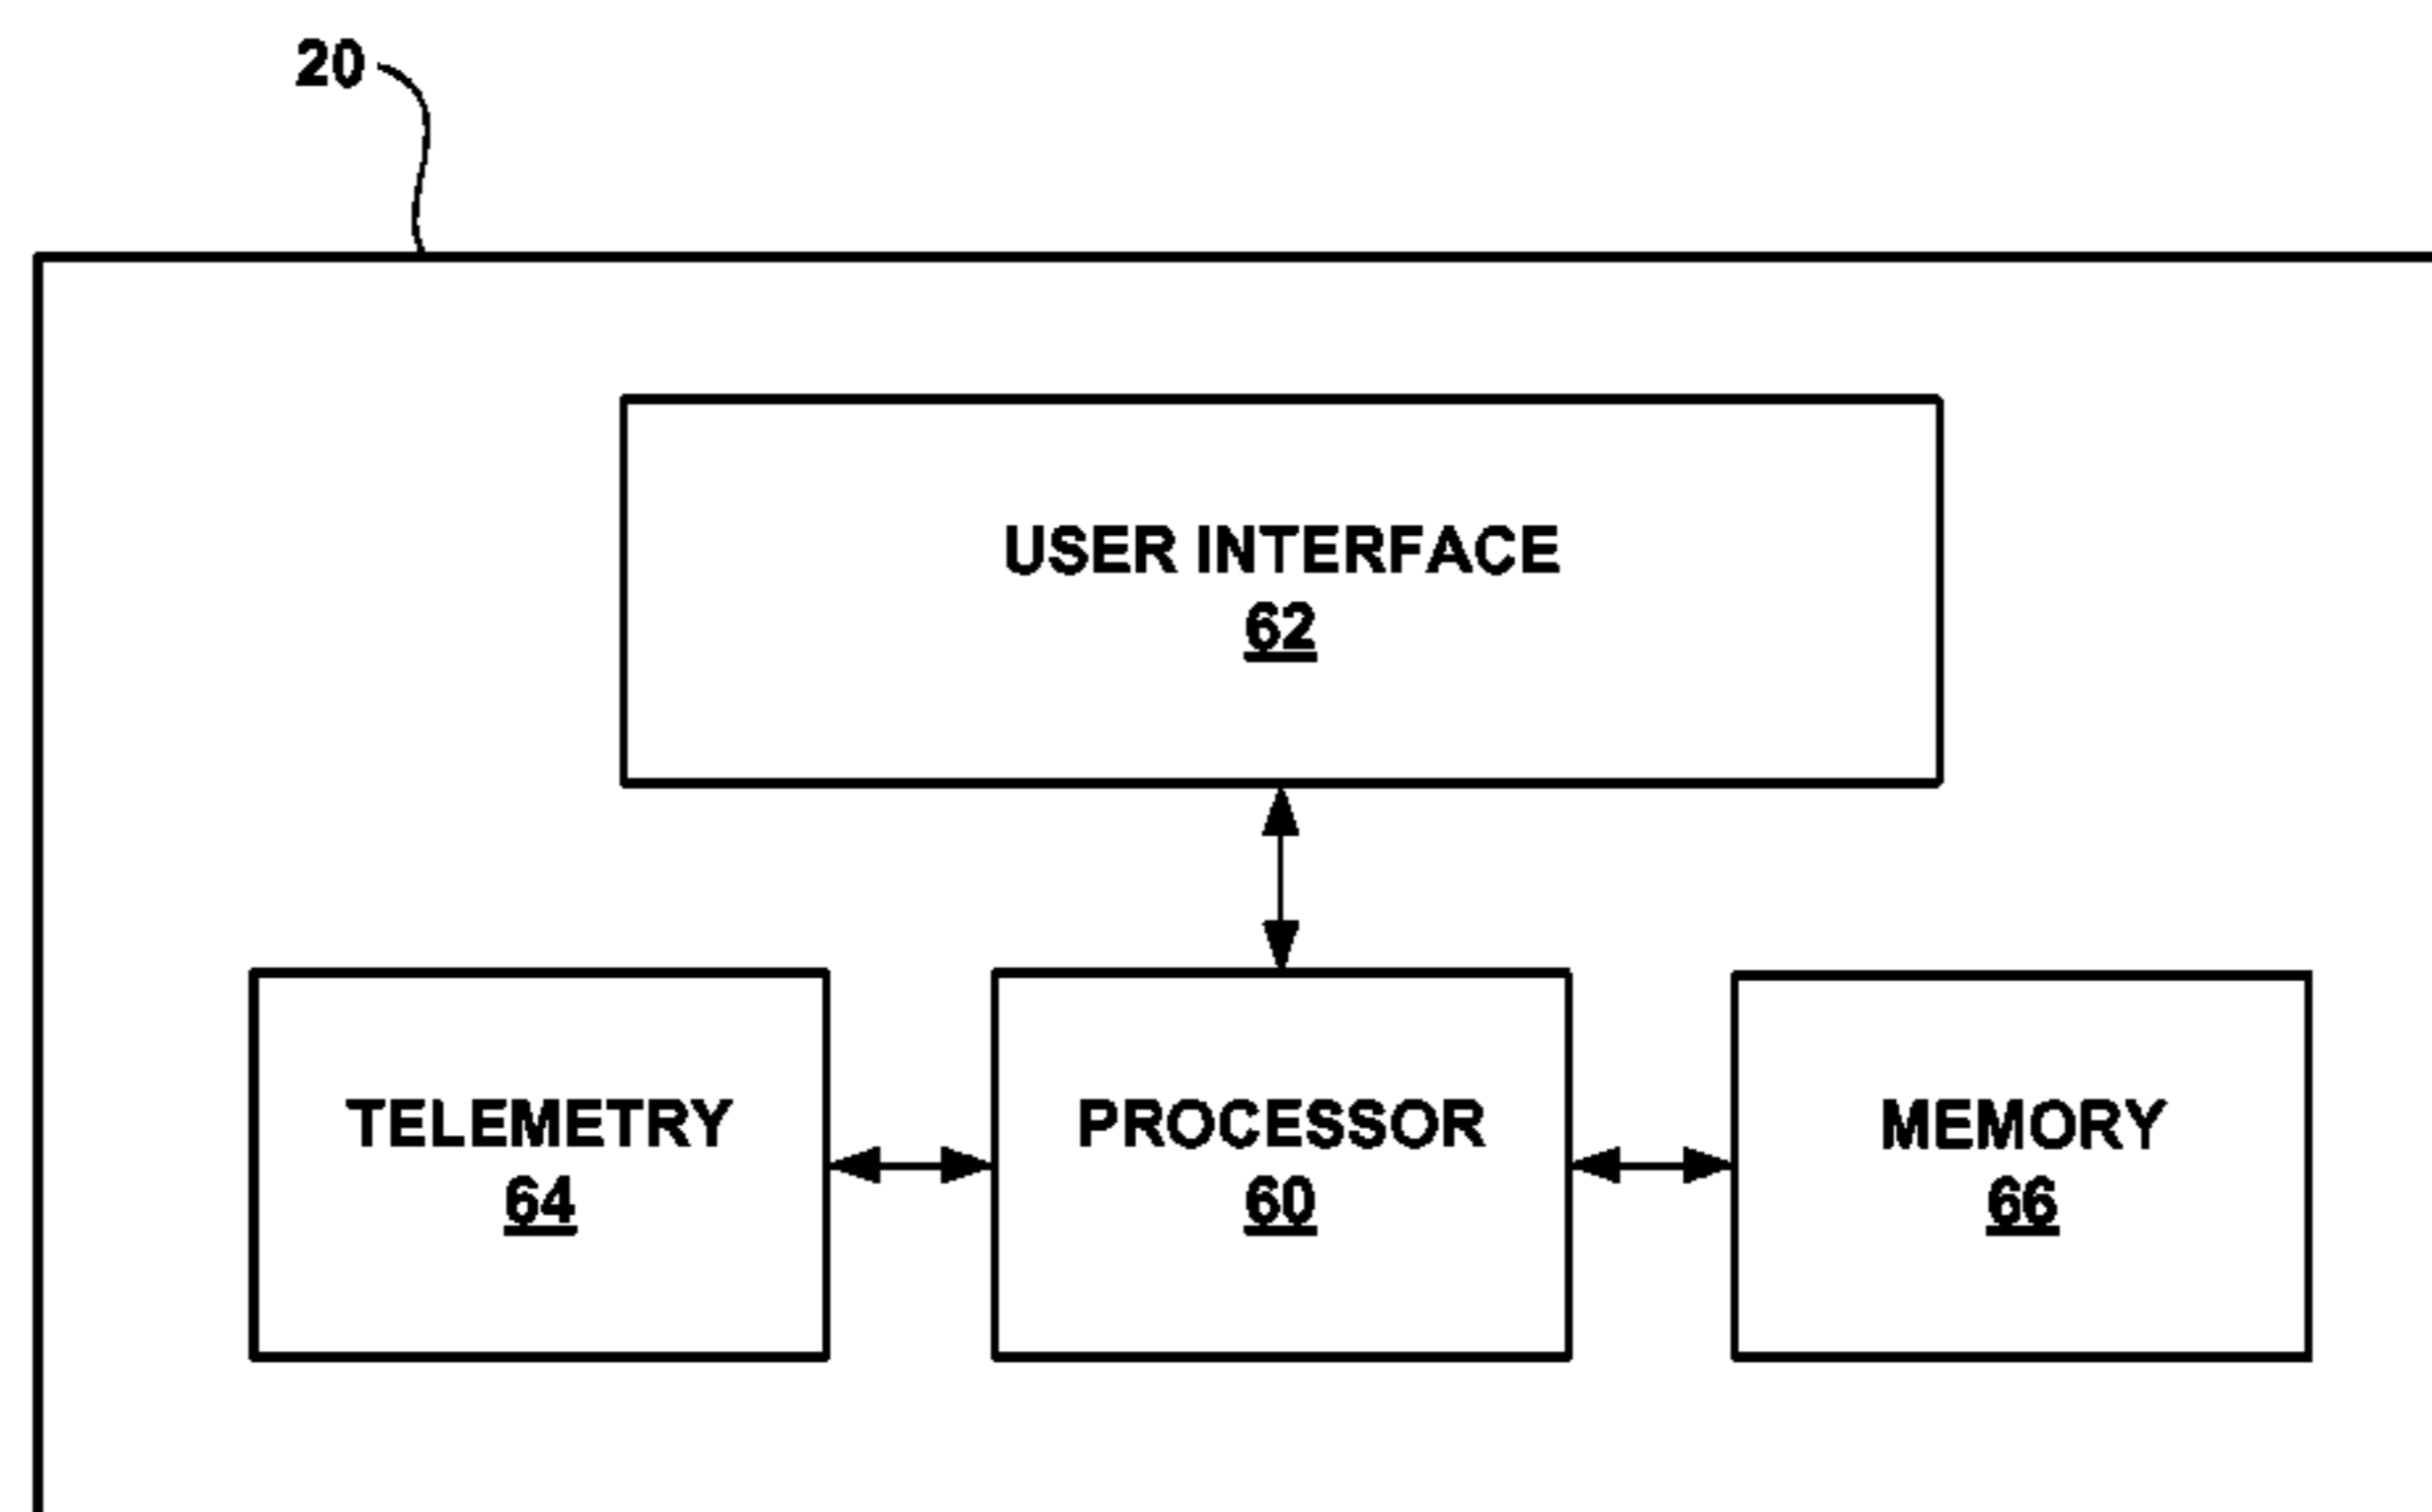 20
USER INTERFACE
62
TELEMETRY
64
PROCESSOR
60
MEMORY
66